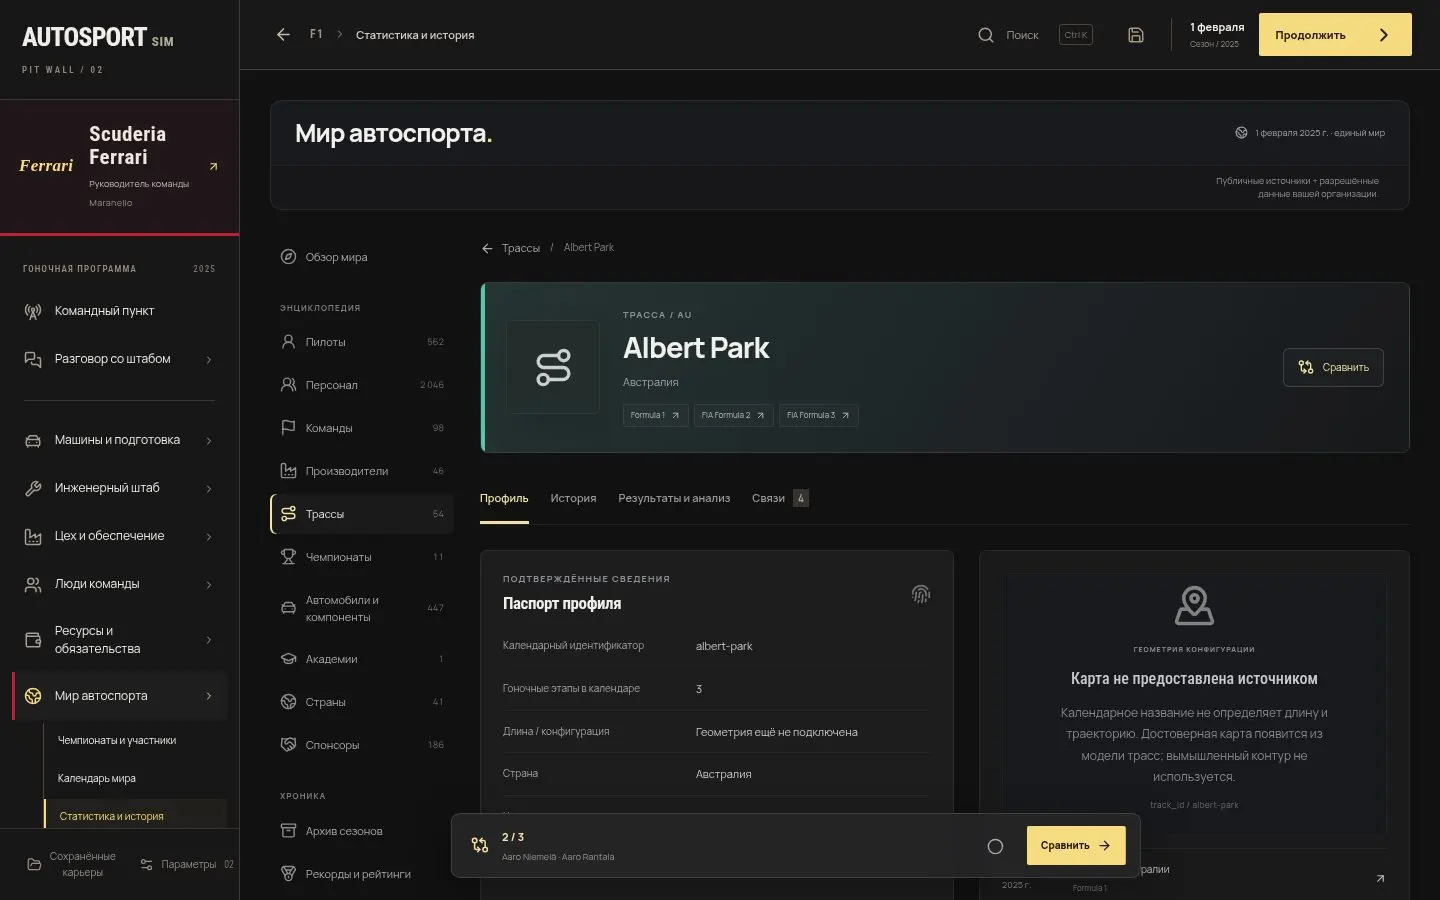 AUTOSPORT SIM
PIT WALL / 02
Ferrari
Scuderia
Ferrari
Руководитель команды
Maranello
ГОНОЧНАЯ ПРОГРАММА 2025
Командный пункт
Разговор со штабом
Машины и подготовка
Инженерный штаб
Цех и обеспечение
Люди команды
Ресурсы и
обязательства
Мир автоспорта
Чемпионаты и участники
Календарь мира
Статистика и история
Сохранённые
карьеры
Параметры 02
F1 Статистика и история
Поиск Ctrl K
1 февраля
Сезон / 2025
Продолжить
Мир автоспорта.
1 февраля 2025 г. · единый мир
Публичные источники + разрешённые
данные вашей организации.
Обзор мира
ЭНЦИКЛОПЕДИЯ
Пилоты 562
Персонал 2 046
Команды 98
Производители 46
Трассы 54
Чемпионаты 11
Автомобили и
компоненты 447
Академии 1
Страны 41
Спонсоры 186
ХРОНИКА
Архив сезонов
Рекорды и рейтинги
Трассы / Albert Park
ТРАССА / AU
Albert Park
Австралия
Formula 1 FIA Formula 2 FIA Formula 3
Сравнить
Профиль История Результаты и анализ Связи 4
ПОДТВЕРЖДЁННЫЕ СВЕДЕНИЯ
Паспорт профиля
Календарный идентификатор albert-park
Гоночные этапы в календаре 3
Длина / конфигурация Геометрия ещё не подключена
Страна Австралия
ГЕОМЕТРИЯ КОНФИГУРАЦИИ
Карта не предоставлена источником
Календарное название не определяет длину и
траекторию. Достоверная карта появится из
модели трасс; вымышленный контур не
используется.
track_id / albert-park
2 / 3
Aaro Niemelä · Aaro Rantala
Сравнить
ралии
2025 г. Formula 1